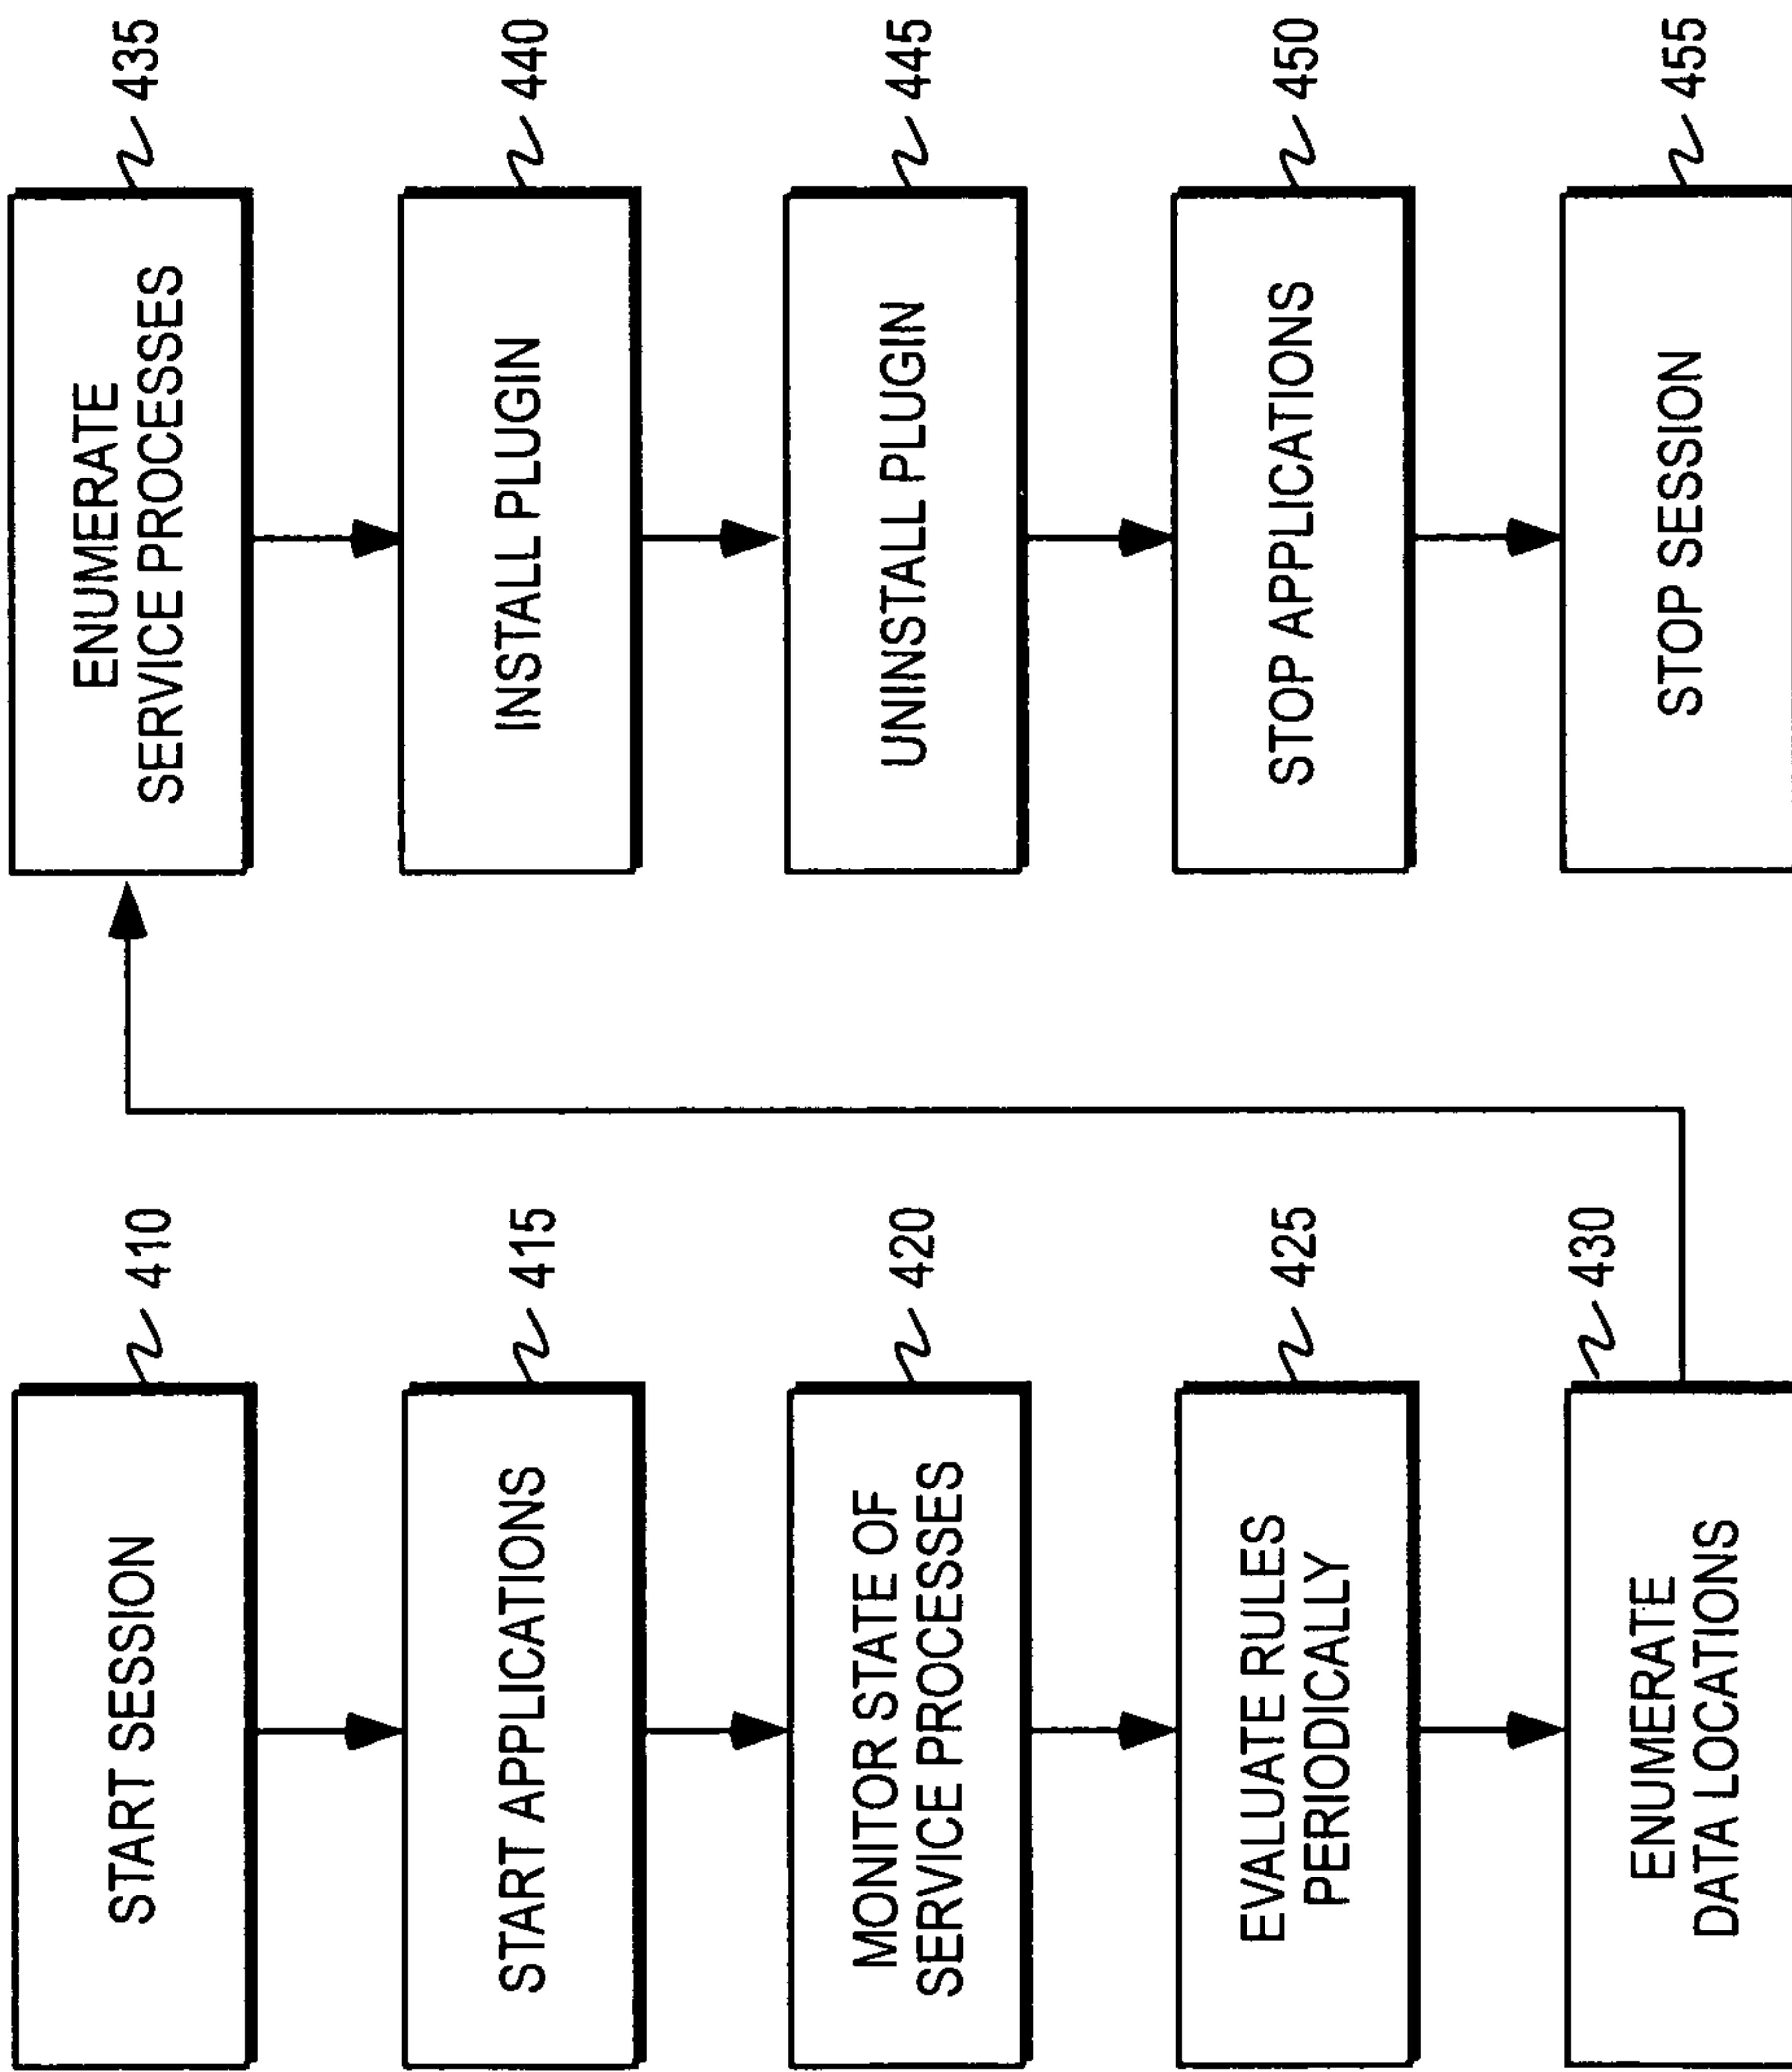 START SESSION
410
START APPLICATIONS
415
MONITOR STATE OF
SERVICE PROCESSES
420
EVALUATE RULES
PERIODICALLY
425
ENUMERATE
DATA LOCATIONS
430
ENUMERATE
SERVICE PROCESSES
435
INSTALL PLUGIN
440
UNINSTALL PLUGIN
445
STOP APPLICATIONS
450
STOP SESSION
455